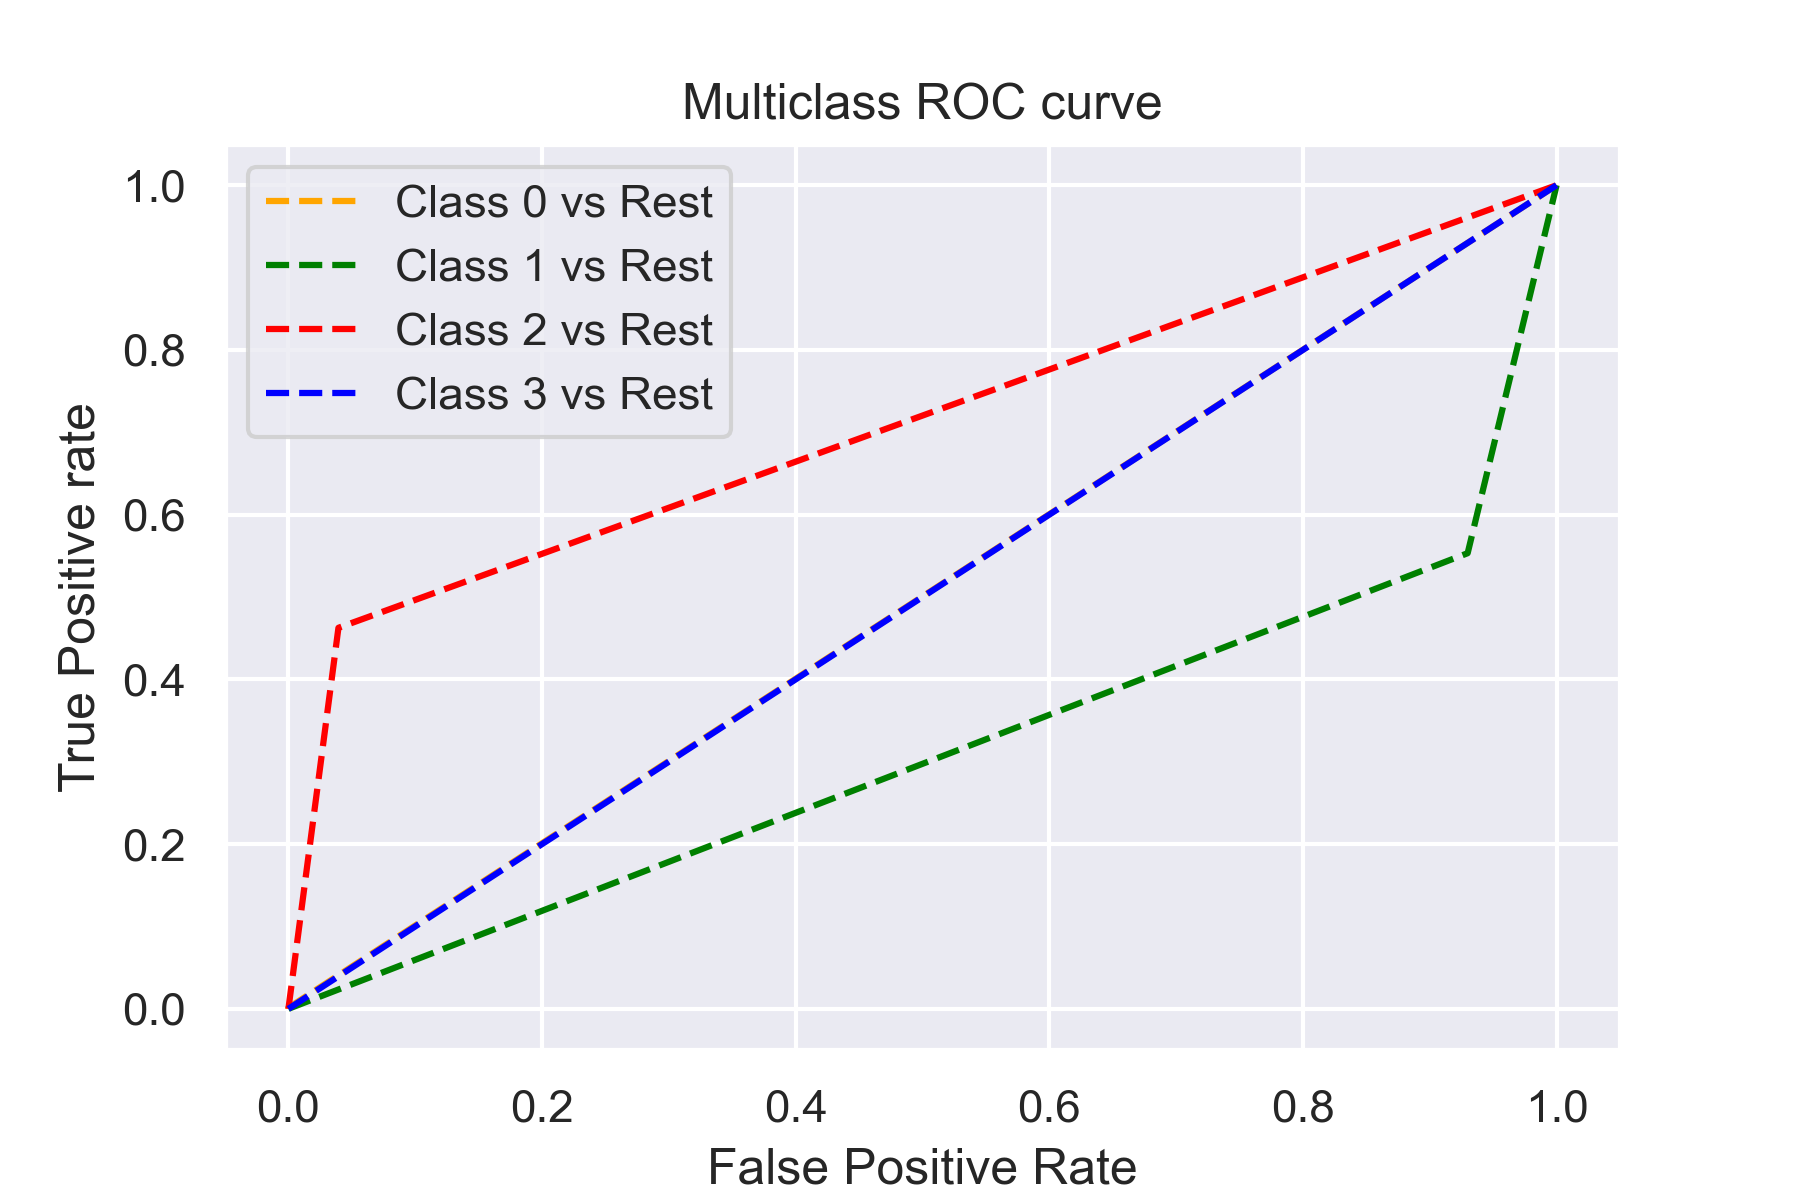 Multiclass ROC curve
Class 0 vs Rest
Class 1 vs Rest
Class 2 vs Rest
Class 3 vs Rest
True Positive rate
1.0
0.8
0.6
0.4
0.2
0.0
0.0 0.2 0.4 0.6 0.8 1.0
False Positive Rate